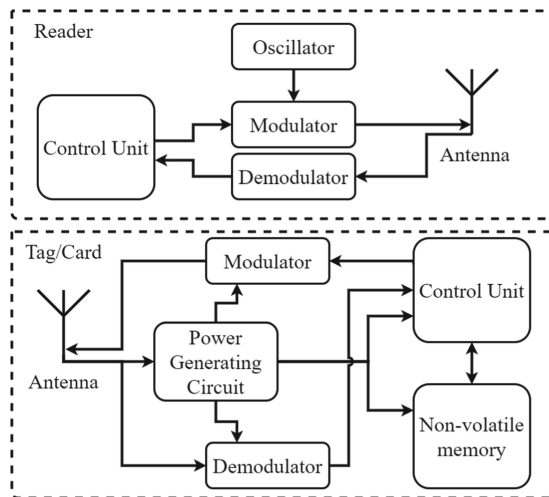 Reader
Oscillator
Modulator
Control Unit
Antenna
Demodulator
Tag/Card
Modulator
Control Unit
Power
Generating
Circuit
Antenna
Non-volatile
memory
Demodulator